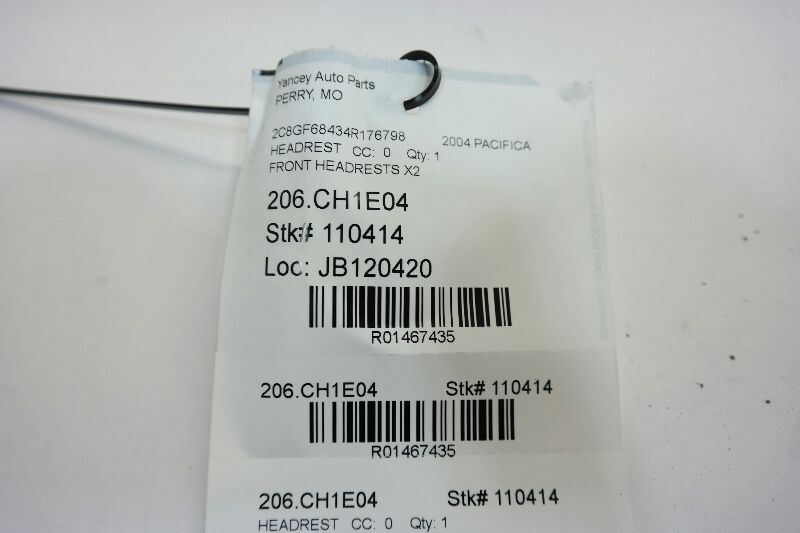 Yancey Auto Parts
PERRY, MO
2C8GF68434R176798 2004 PACIFICA
HEADREST CC: 0 Qty: 1
FRONT HEADRESTS X2
206.CH1E04
Stk# 110414
Loc: JB120420
R01467435
206.CH1E04 Stk# 110414
R01467435
206.CH1E04 Stk# 110414
HEADREST CC: 0 Qty: 1